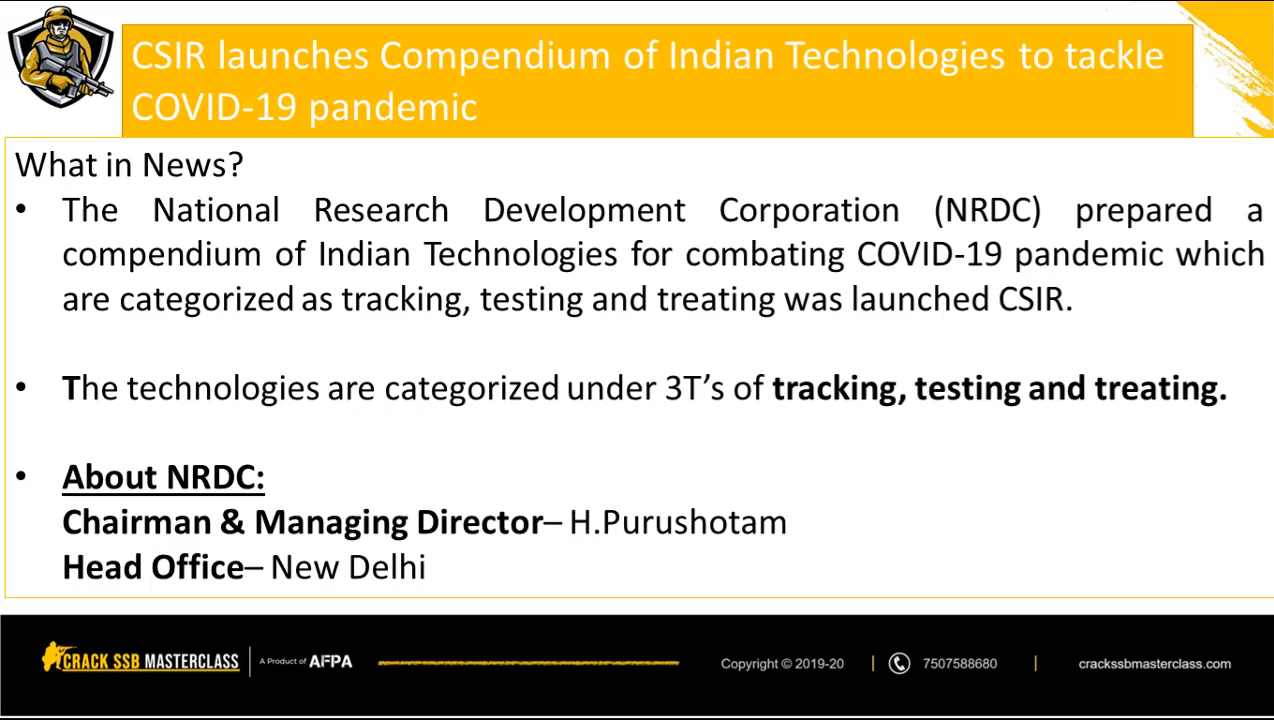 CSIR launches Compendium of Indian Technologies to tackle
COVID-19 pandemic
What in News?
• The National Research Development Corporation (NRDC) prepared a
compendium of Indian Technologies for combating COVID-19 pandemic which
are categorized as tracking, testing and treating was launched CSIR.
• The technologies are categorized under 3T’s of tracking, testing and treating.
• About NRDC:
Chairman & Managing Director– H.Purushotam
Head Office– New Delhi
CRACK SSB MASTERCLASS A Product of AFPA Copyright © 2019-20 7507588680 crackssbmasterclass.com